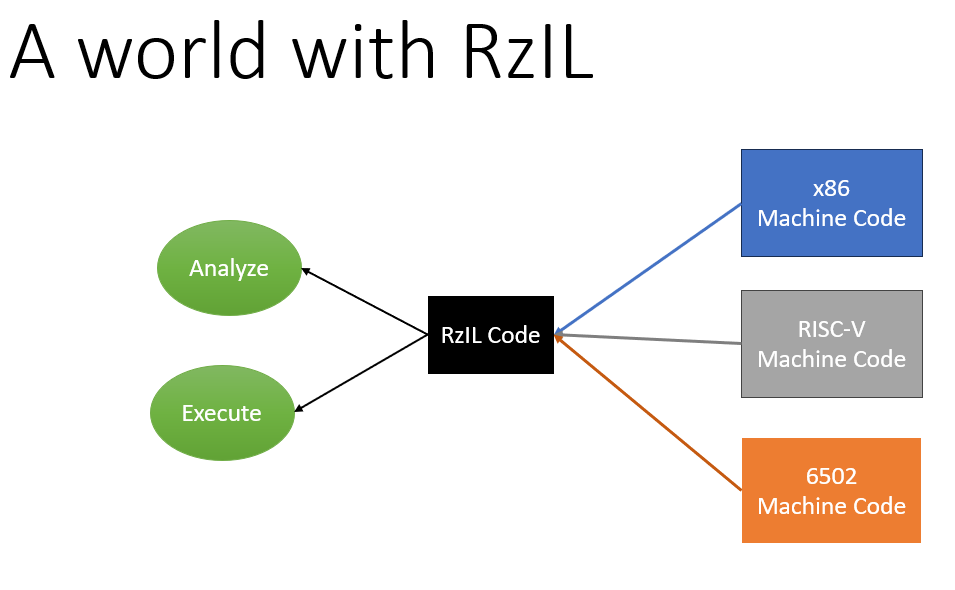 A world with RzIL
x86
Machine Code
Analyze
RzIL Code
RISC-V
Machine Code
Execute
6502
Machine Code